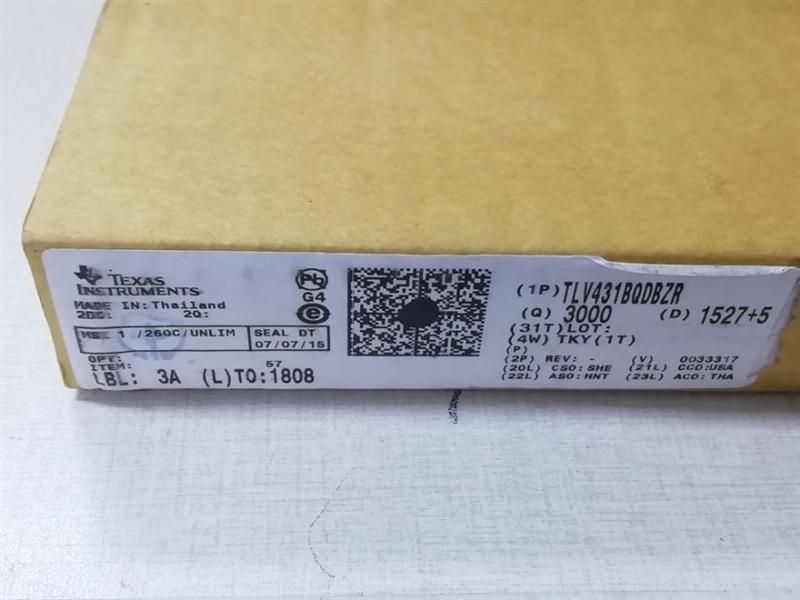 TEXAS
INSTRUMENTS
MADE IN: Thailand
2DC: 2Q:
MSL 1 /260C/UNLIM SEAL DT
07/07/15
OPT:
ITEM: 57
LBL: 3A (L)TO:1808
Pb
G4
e
(1P) TLV431BQDBZR
(Q) 3000 (D) 1527+5
(31T)LOT:
(4W) TKY(1T)
(P)
(2P) REV: - (V) 0033317
(20L) CSO:SHE (21L) CCO:USA
(22L) ASO:HNT (23L) ACO:THA